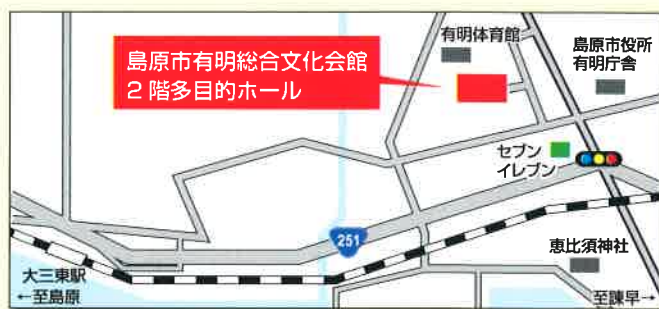 島原市有明総合文化会館
2階多目的ホール
有明体育館
島原市役所
有明庁舎
セブン
イレブン
251
恵比須神社
大三東駅
←至島原
至諫早→